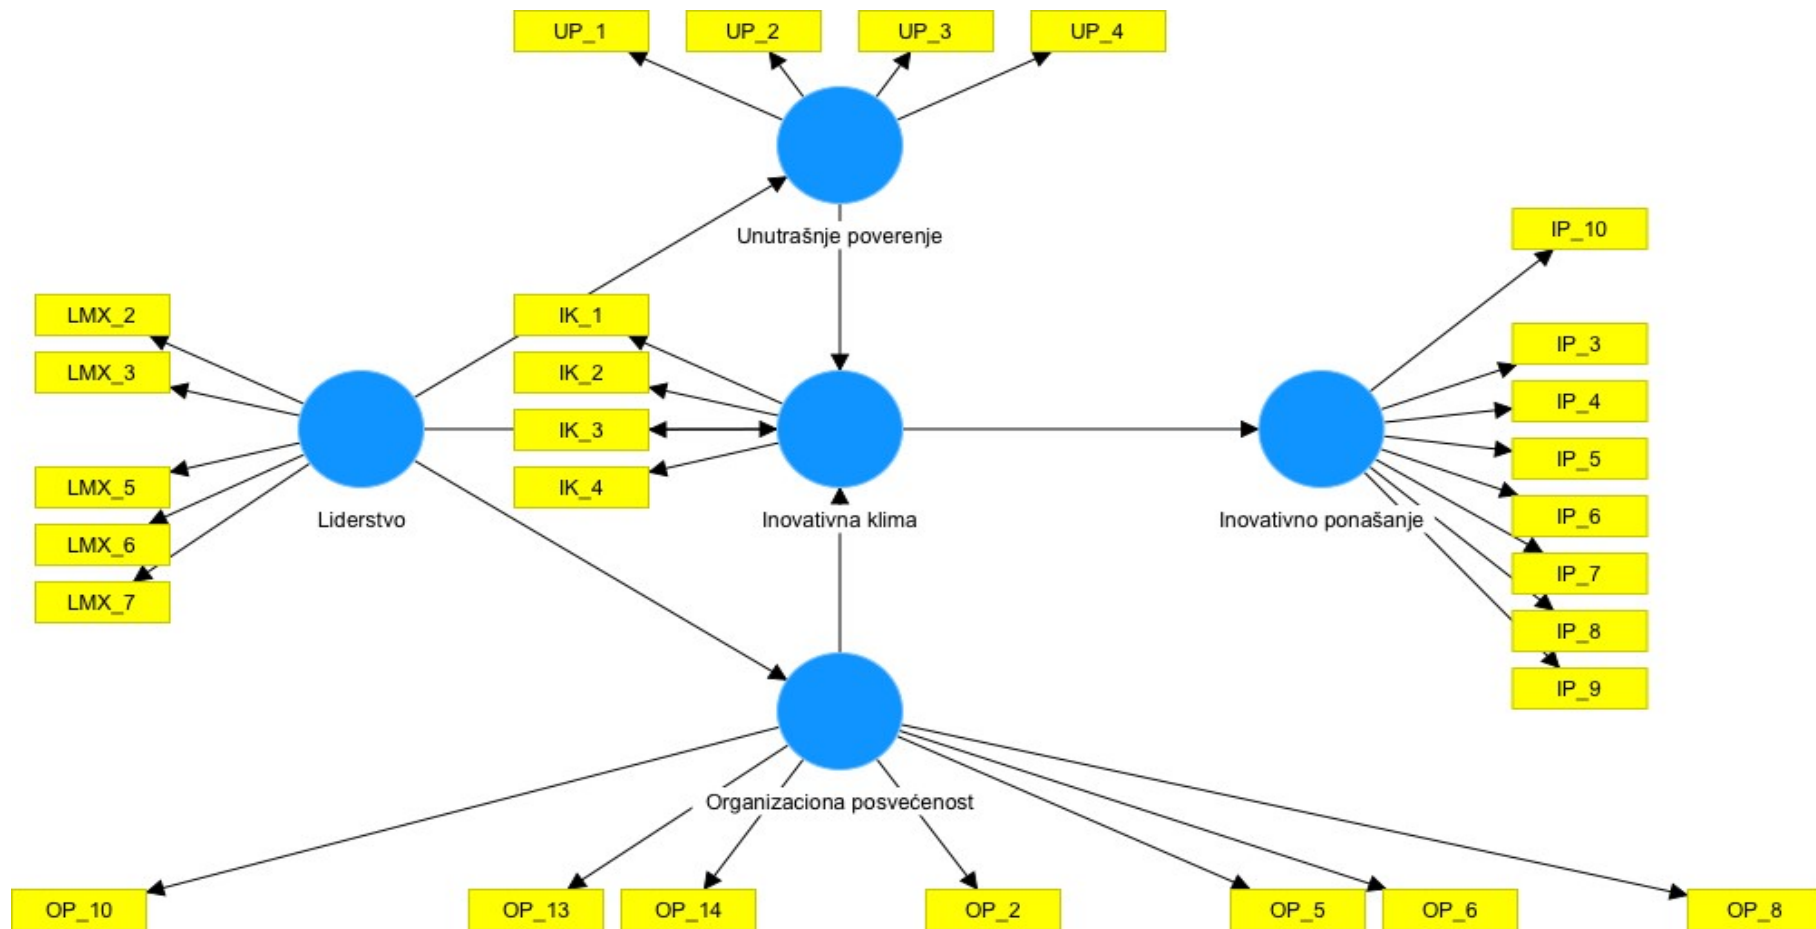 UP_1
UP_2
UP_3
UP_4
Unutrašnje poverenje
IP_10
LMX_2
IK_1
IP_3
LMX_3
IK_2
IP_4
IK_3
IP_5
LMX_5
IK_4
Liderstvo
Inovativna klima
Inovativno ponašanje
IP_6
LMX_6
IP_7
LMX_7
IP_8
IP_9
Organizaciona posvećenost
OP_10
OP_13
OP_14
OP_2
OP_5
OP_6
OP_8